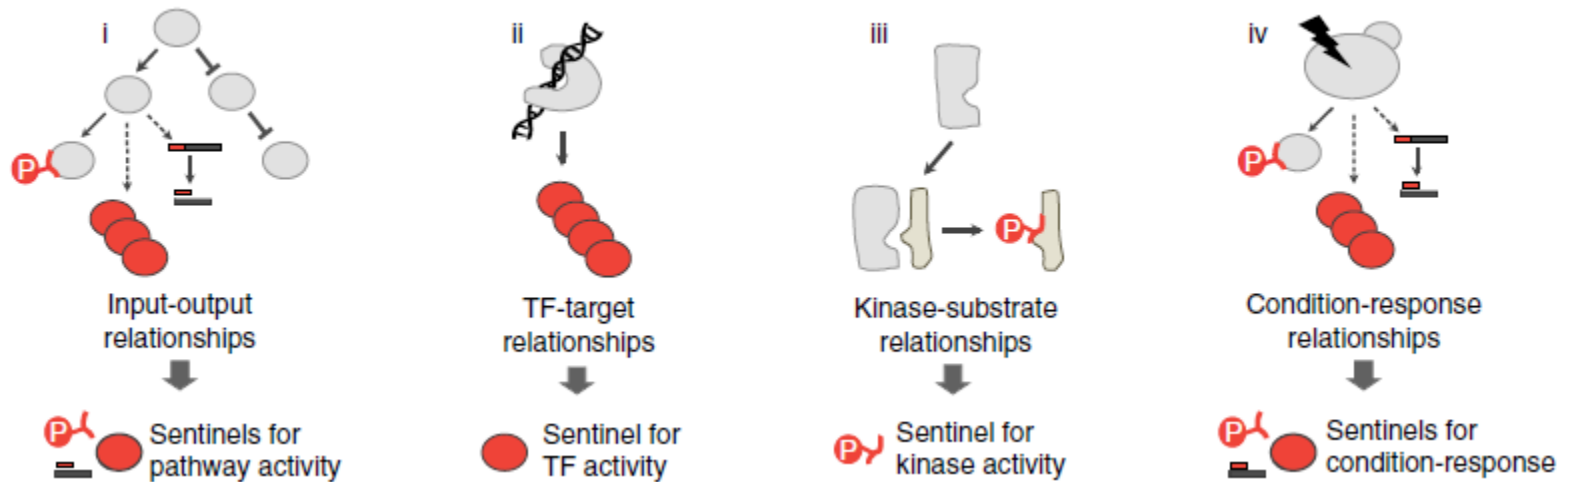 i
ii
iii
iv
P
P
P
Input-output
relationships
TF-target
relationships
Kinase-substrate
relationships
Condition-response
relationships
P
Sentinels for
pathway activity
Sentinel for
TF activity
P
Sentinel for
kinase activity
P
Sentinels for
condition-response